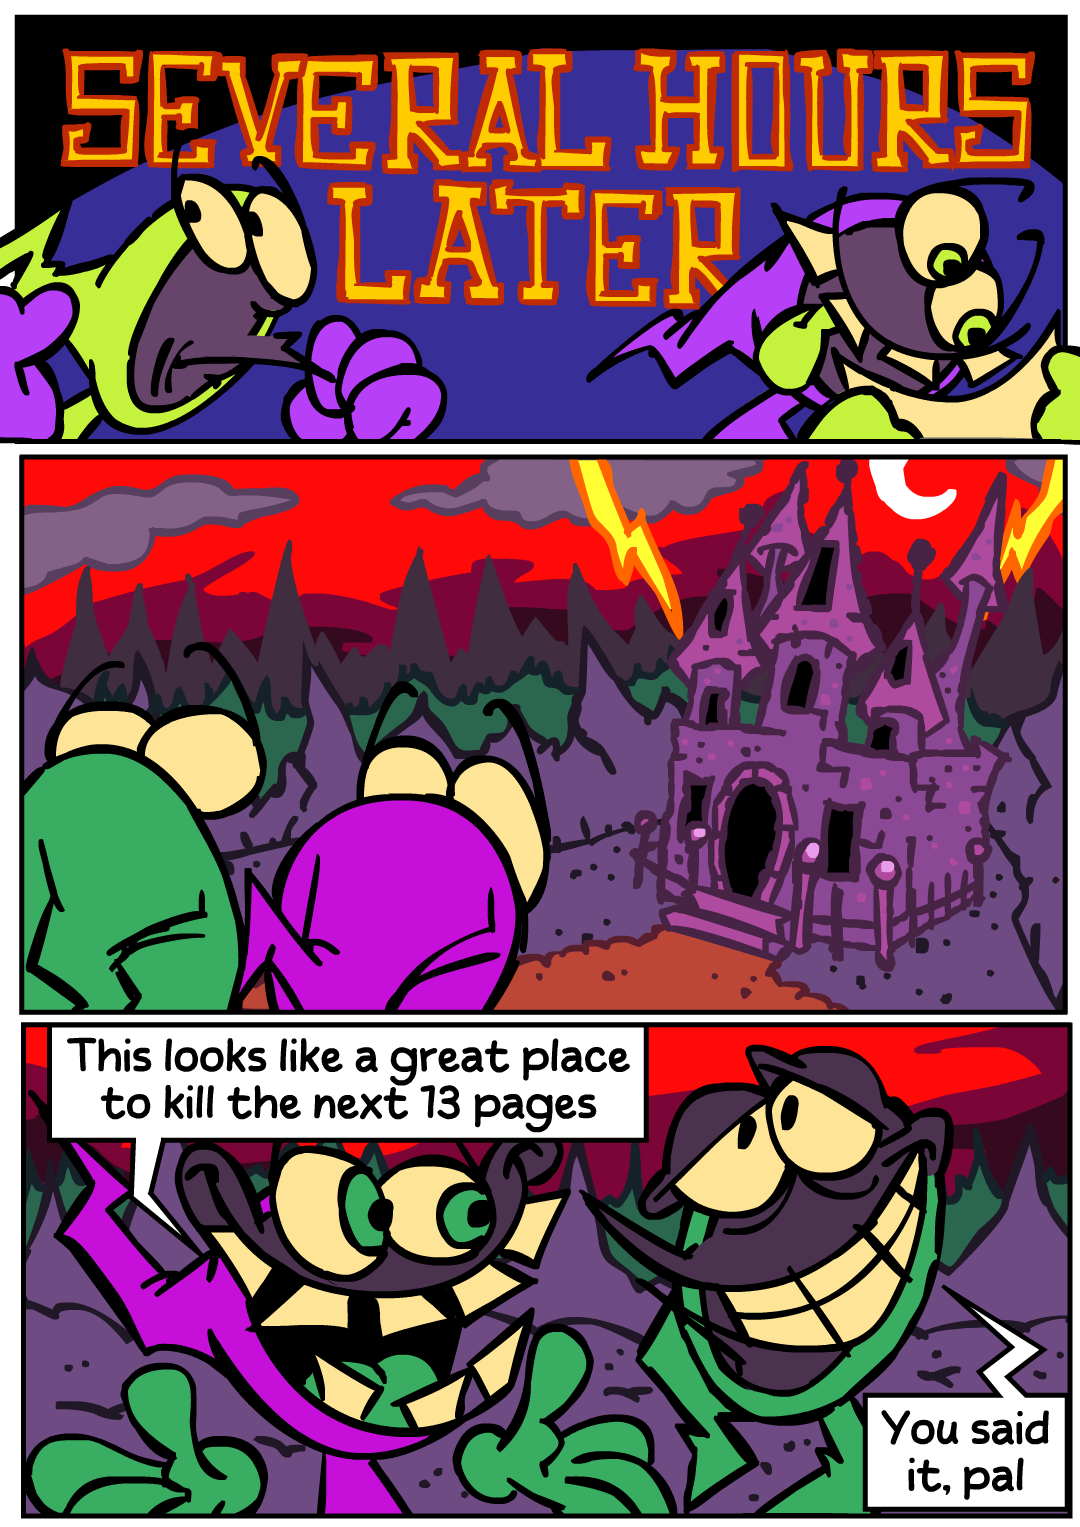 SEVERAL HOURS
LATER
This looks like a great place
to kill the next 13 pages
You said
it, pal